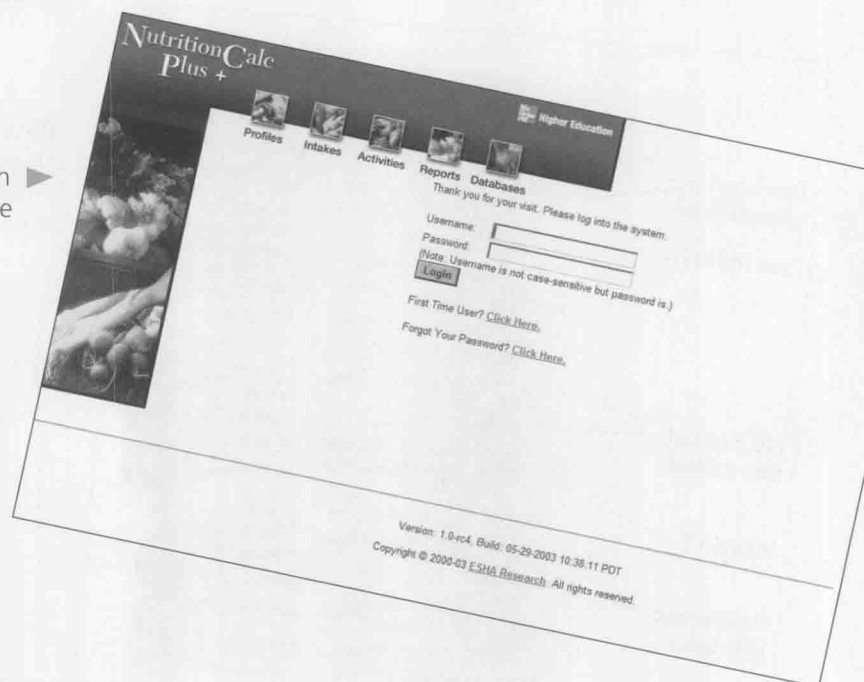 NutritionCalc
Plus +
Mc
Graw
Hill
Higher Education
Profiles
Intakes
Activities
Reports
Databases
Thank you for your visit. Please log into the system.
Username:
Password:
(Note: Username is not case-sensitive but password is.)
Login
First Time User? Click Here.
Forgot Your Password? Click Here.
Version: 1.0-rc4, Build: 05-29-2003 10:38:11 PDT
Copyright © 2000-03 ESHA Research. All rights reserved.